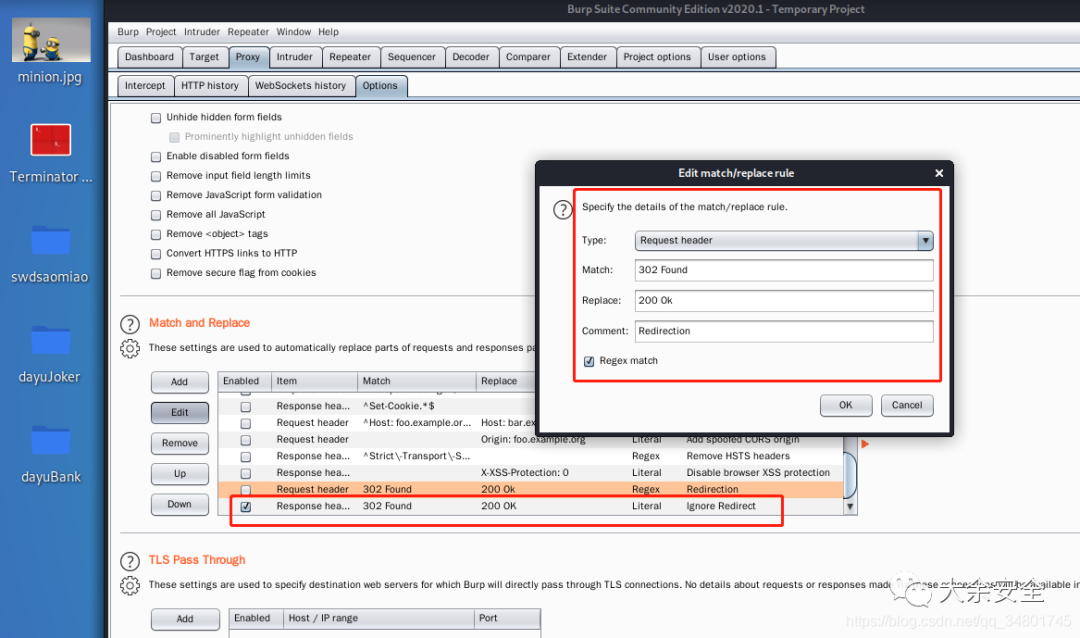 Burp Suite Community Edition v2020.1 - Temporary Project
Burp Project Intruder Repeater Window Help
Dashboard Target Proxy Intruder Repeater Sequencer Decoder Comparer Extender Project options User options
Intercept HTTP history WebSockets history Options
minion.jpg
Terminator ...
swdsaomiao
dayuJoker
dayuBank
Unhide hidden form fields
Prominently highlight unhidden fields
Enable disabled form fields
Remove input field length limits
Remove JavaScript form validation
Remove all JavaScript
Remove <object> tags
Convert HTTPS links to HTTP
Remove secure flag from cookies
Edit match/replace rule
Specify the details of the match/replace rule.
Type: Request header
Match: 302 Found
Replace: 200 Ok
Comment: Redirection
Regex match
OK Cancel
Match and Replace
These settings are used to automatically replace parts of requests and responses
Add
Edit
Remove
Up
Down
Enabled Item Match Replace
Response hea... ^Set-Cookie.*$
Request header ^Host: foo.example.or... Host: bar.ex
Request header Origin: foo.example.org Literal Add spoofed CORS origin
Response hea... ^Strict\-Transport\-S... Regex Remove HSTS headers
Response hea... X-XSS-Protection: 0 Literal Disable browser XSS protection
Request header 302 Found 200 Ok Regex Redirection
Response hea... 302 Found 200 OK Literal Ignore Redirect
TLS Pass Through
These settings are used to specify destination web servers for which Burp will directly pass through TLS connections. No details about requests or responses made
available in
Add
Enabled Host / IP range Port
大余安全
https://blog.csdn.net/qq_34801745